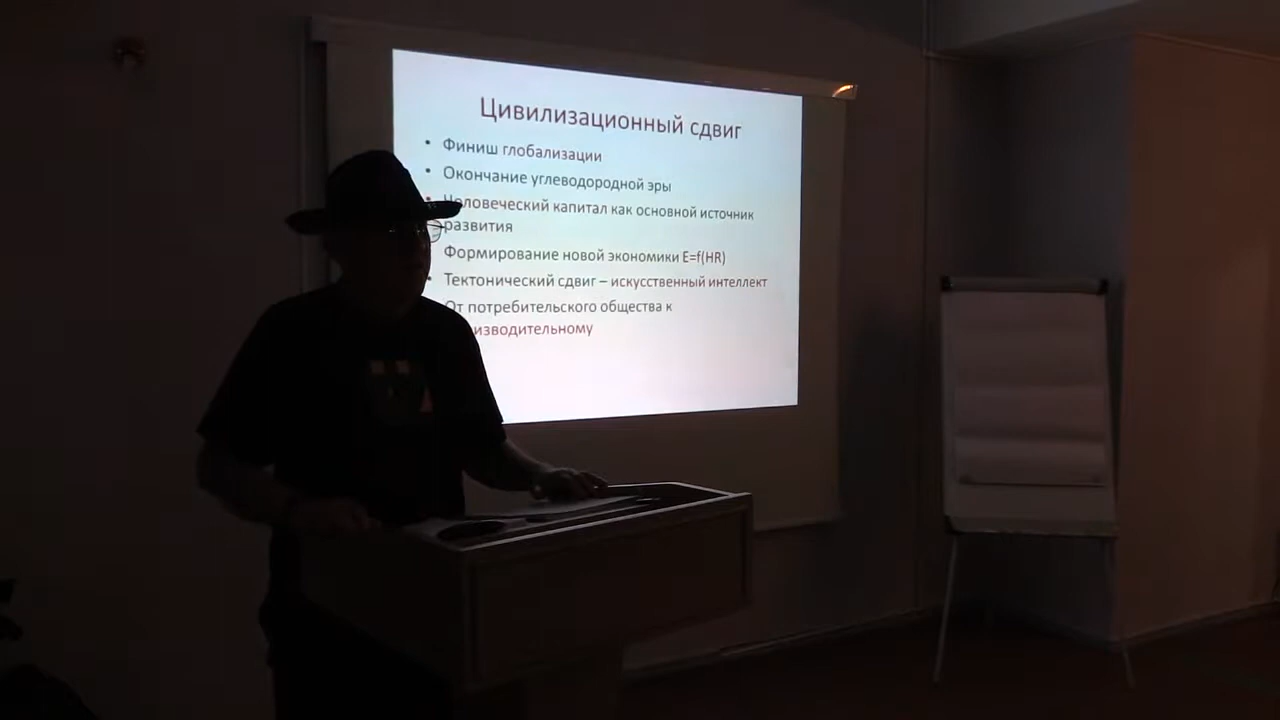 Цивилизационный сдвиг
• Финиш глобализации
• Окончание углеводородной эры
• Человеческий капитал как основной источник
развития
Формирование новой экономики E=f(HR)
• Тектонический сдвиг – искусственный интеллект
От потребительского общества к
изводительному